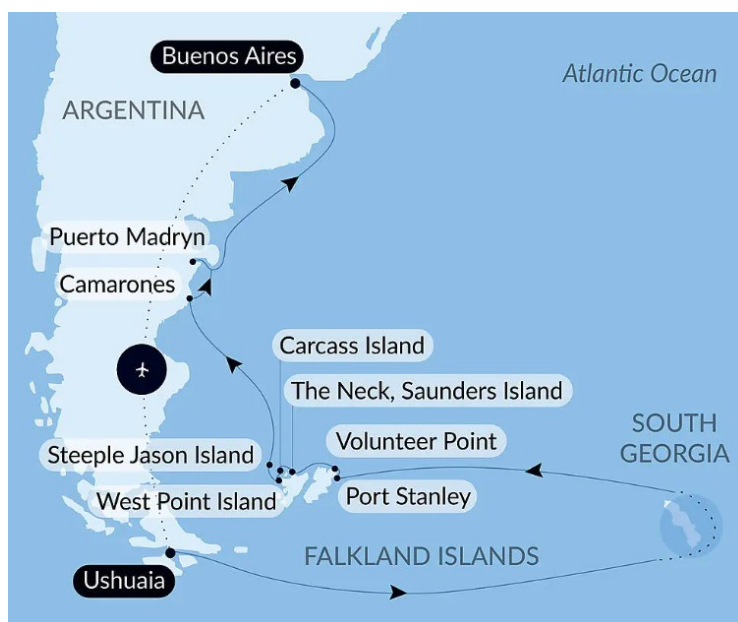 Buenos Aires
Atlantic Ocean
ARGENTINA
Puerto Madryn
Camarones
Carcass Island
The Neck, Saunders Island
SOUTH
GEORGIA
Volunteer Point
Steeple Jason Island
West Point Island
Port Stanley
FALKLAND ISLANDS
Ushuaia